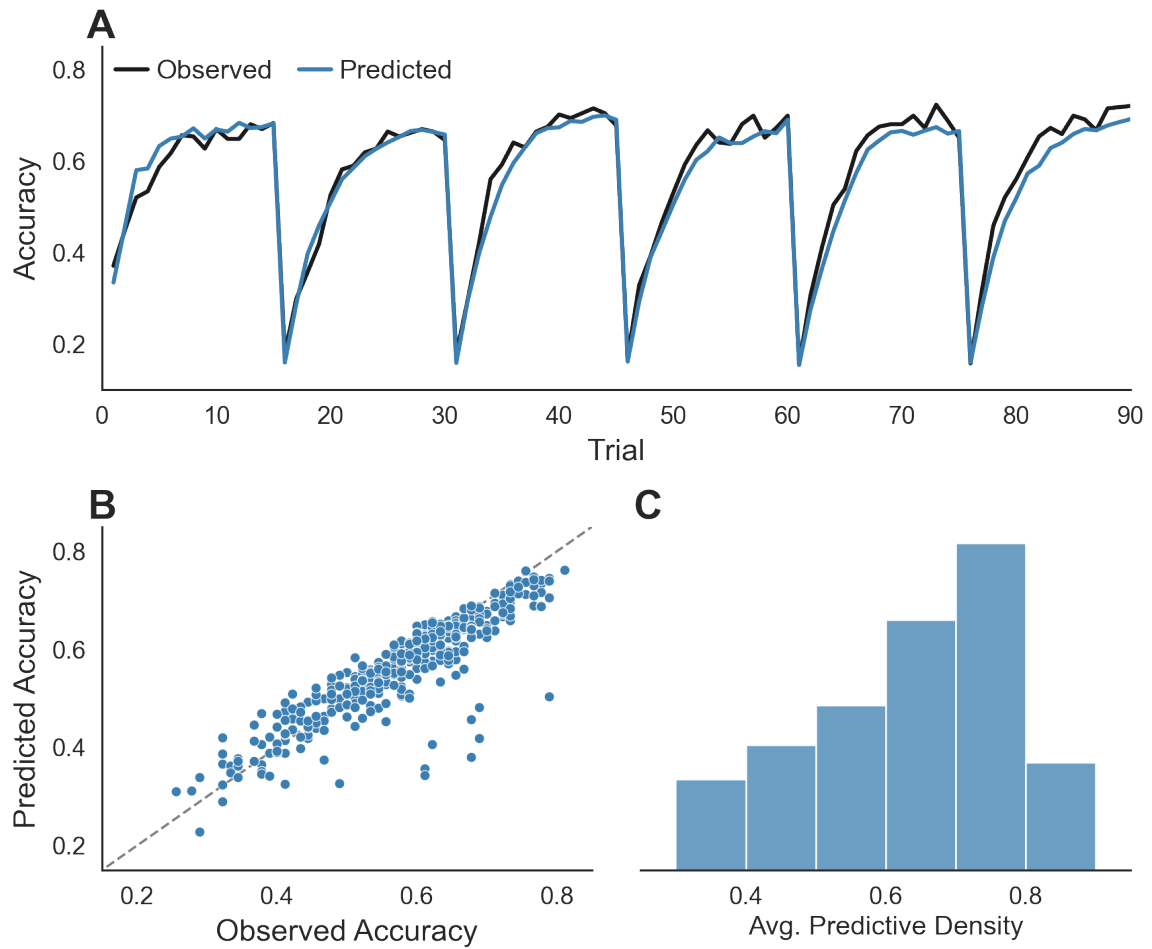 A
Observed Predicted
0.8
0.6
0.4
0.2
Accuracy
0 10 20 30 40 50 60 70 80 90
Trial
B
0.8
0.6
0.4
0.2
Predicted Accuracy
0.2 0.4 0.6 0.8
Observed Accuracy
C
0.4 0.6 0.8
Avg. Predictive Density